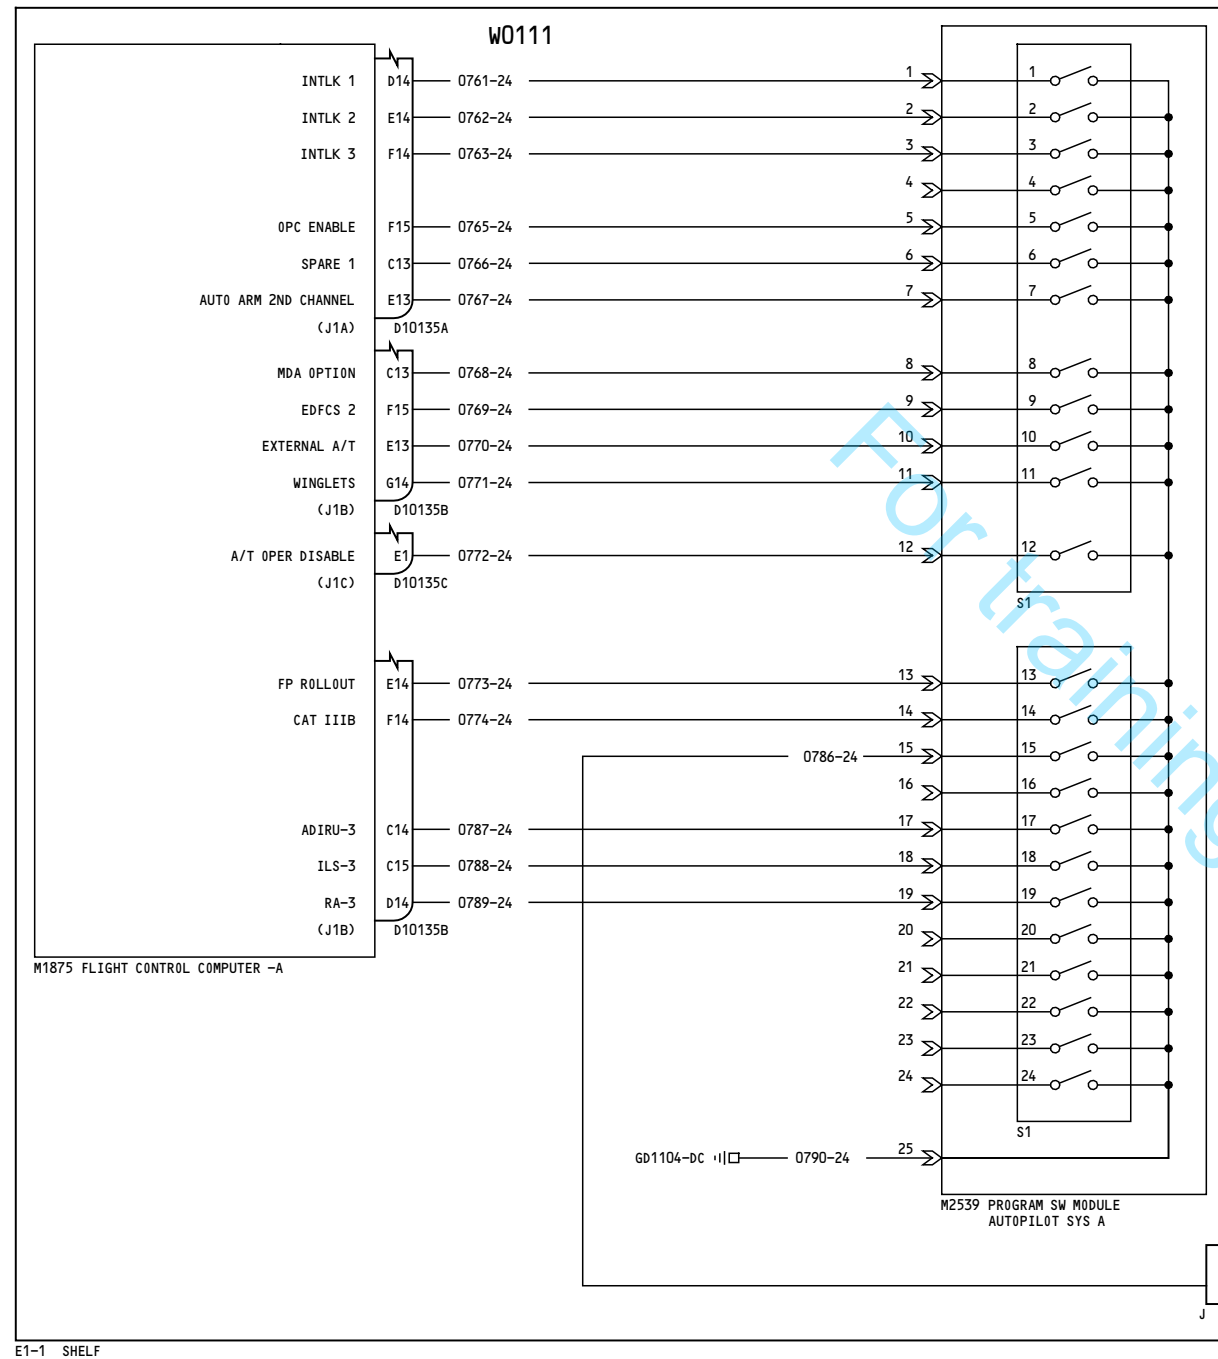 W0111
INTLK 1 D14 0761-24 1 1
INTLK 2 E14 0762-24 2 2
INTLK 3 F14 0763-24 3 3
4 4
OPC ENABLE F15 0765-24 5 5
SPARE 1 C13 0766-24 6 6
AUTO ARM 2ND CHANNEL E13 0767-24 7 7
(J1A) D10135A
MDA OPTION C13 0768-24 8 8
EDFCS 2 F15 0769-24 9 9
EXTERNAL A/T E13 0770-24 10 10
WINGLETS G14 0771-24 11 11
(J1B) D10135B
A/T OPER DISABLE E1 0772-24 12 12
(J1C) D10135C
S1
FP ROLLOUT E14 0773-24 13 13
CAT IIIB F14 0774-24 14 14
0786-24 15 15
16 16
ADIRU-3 C14 0787-24 17 17
ILS-3 C15 0788-24 18 18
RA-3 D14 0789-24 19 19
(J1B) D10135B
20 20
M1875 FLIGHT CONTROL COMPUTER -A
21 21
22 22
23 23
24 24
S1
GD1104-DC 0790-24 25
M2539 PROGRAM SW MODULE
AUTOPILOT SYS A
J
E1-1 SHELF
For training